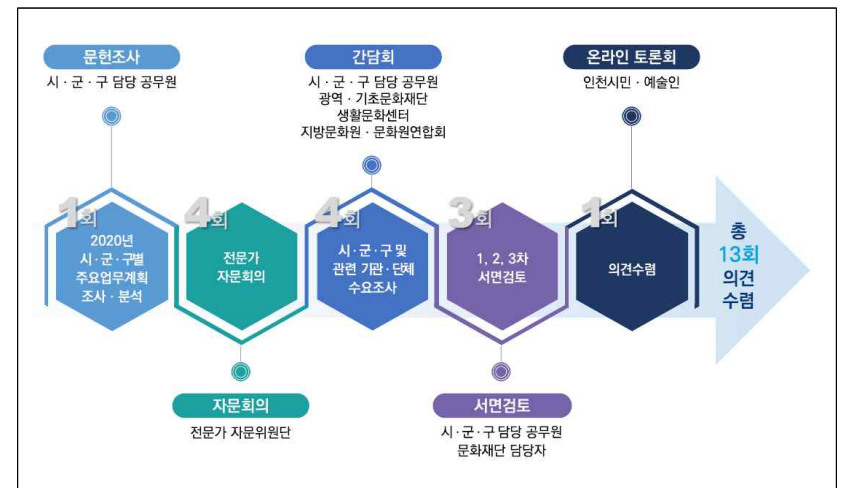 문헌조사
시·군·구 담당 공무원
간담회
시·군·구 담당 공무원
광역·기초문화재단
생활문화센터
지방문화원·문화원연합회
온라인 토론회
인천시민·예술인
1회
2020년
시·군·구별
주요업무계획
조사·분석
4회
전문가
자문회의
4회
시·군·구 및
관련 기관·단체
수요조사
3회
1, 2, 3차
서면검토
1회
의견수렴
총
13회
의견
수렴
자문회의
전문가 자문위원단
서면검토
시·군·구 담당 공무원
문화재단 담당자